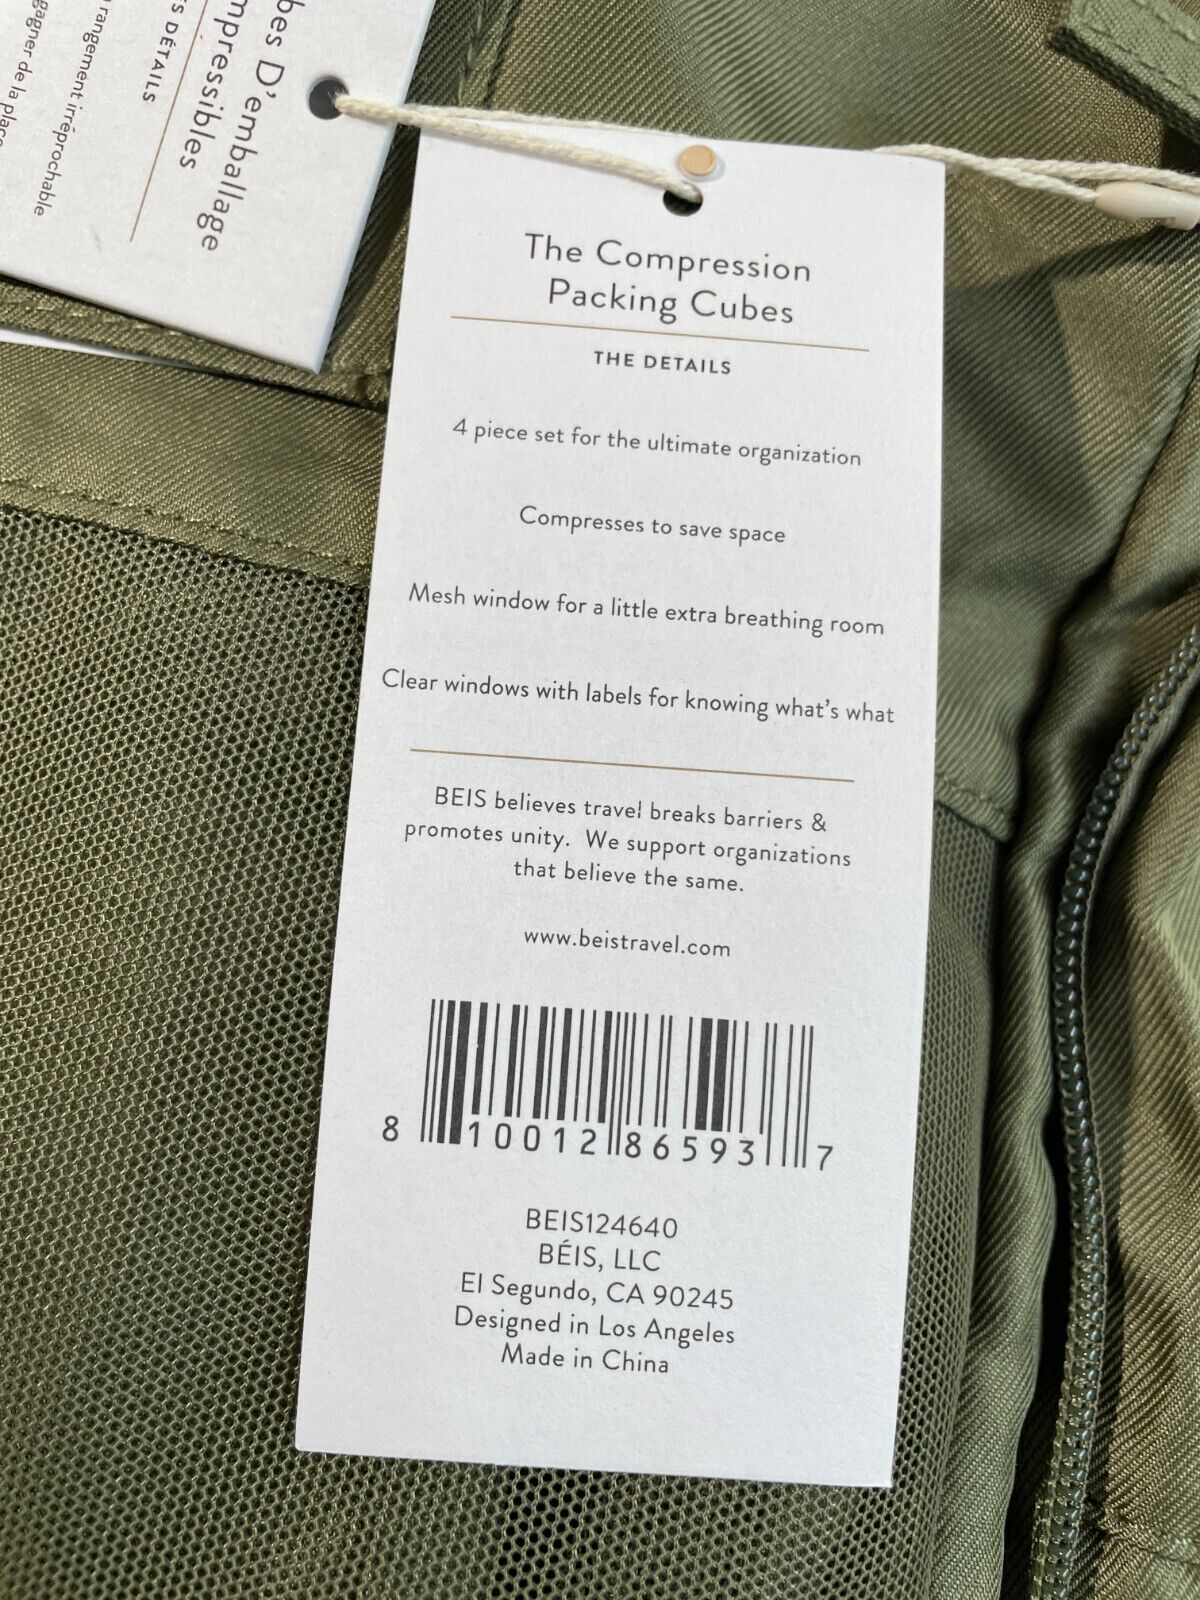 bes D'emballage
mpressibles
S DÉTAILS
rangement irréprochable
gagner de la place
The Compression
Packing Cubes
THE DETAILS
4 piece set for the ultimate organization
Compresses to save space
Mesh window for a little extra breathing room
Clear windows with labels for knowing what's what
BEIS believes travel breaks barriers &
promotes unity. We support organizations
that believe the same.
www.beistravel.com
8 10012 86593 7
BEIS124640
BÉIS, LLC
El Segundo, CA 90245
Designed in Los Angeles
Made in China